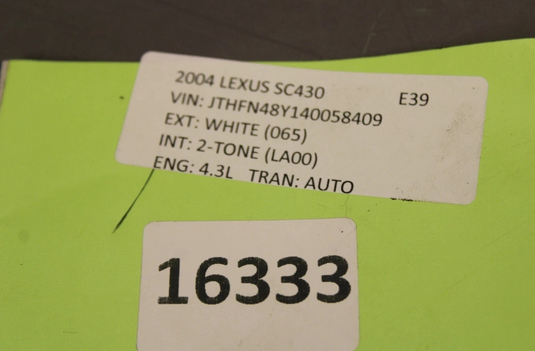 2004 LEXUS SC430 E39
VIN: JTHFN48Y140058409
EXT: WHITE (065)
INT: 2-TONE (LA00)
ENG: 4.3L TRAN: AUTO
16333